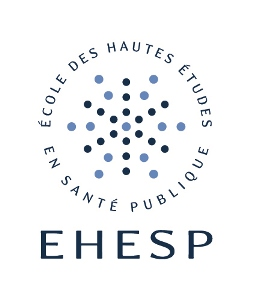 ÉCOLE DES HAUTES ÉTUDES
EN SANTÉ PUBLIQUE
EHESP